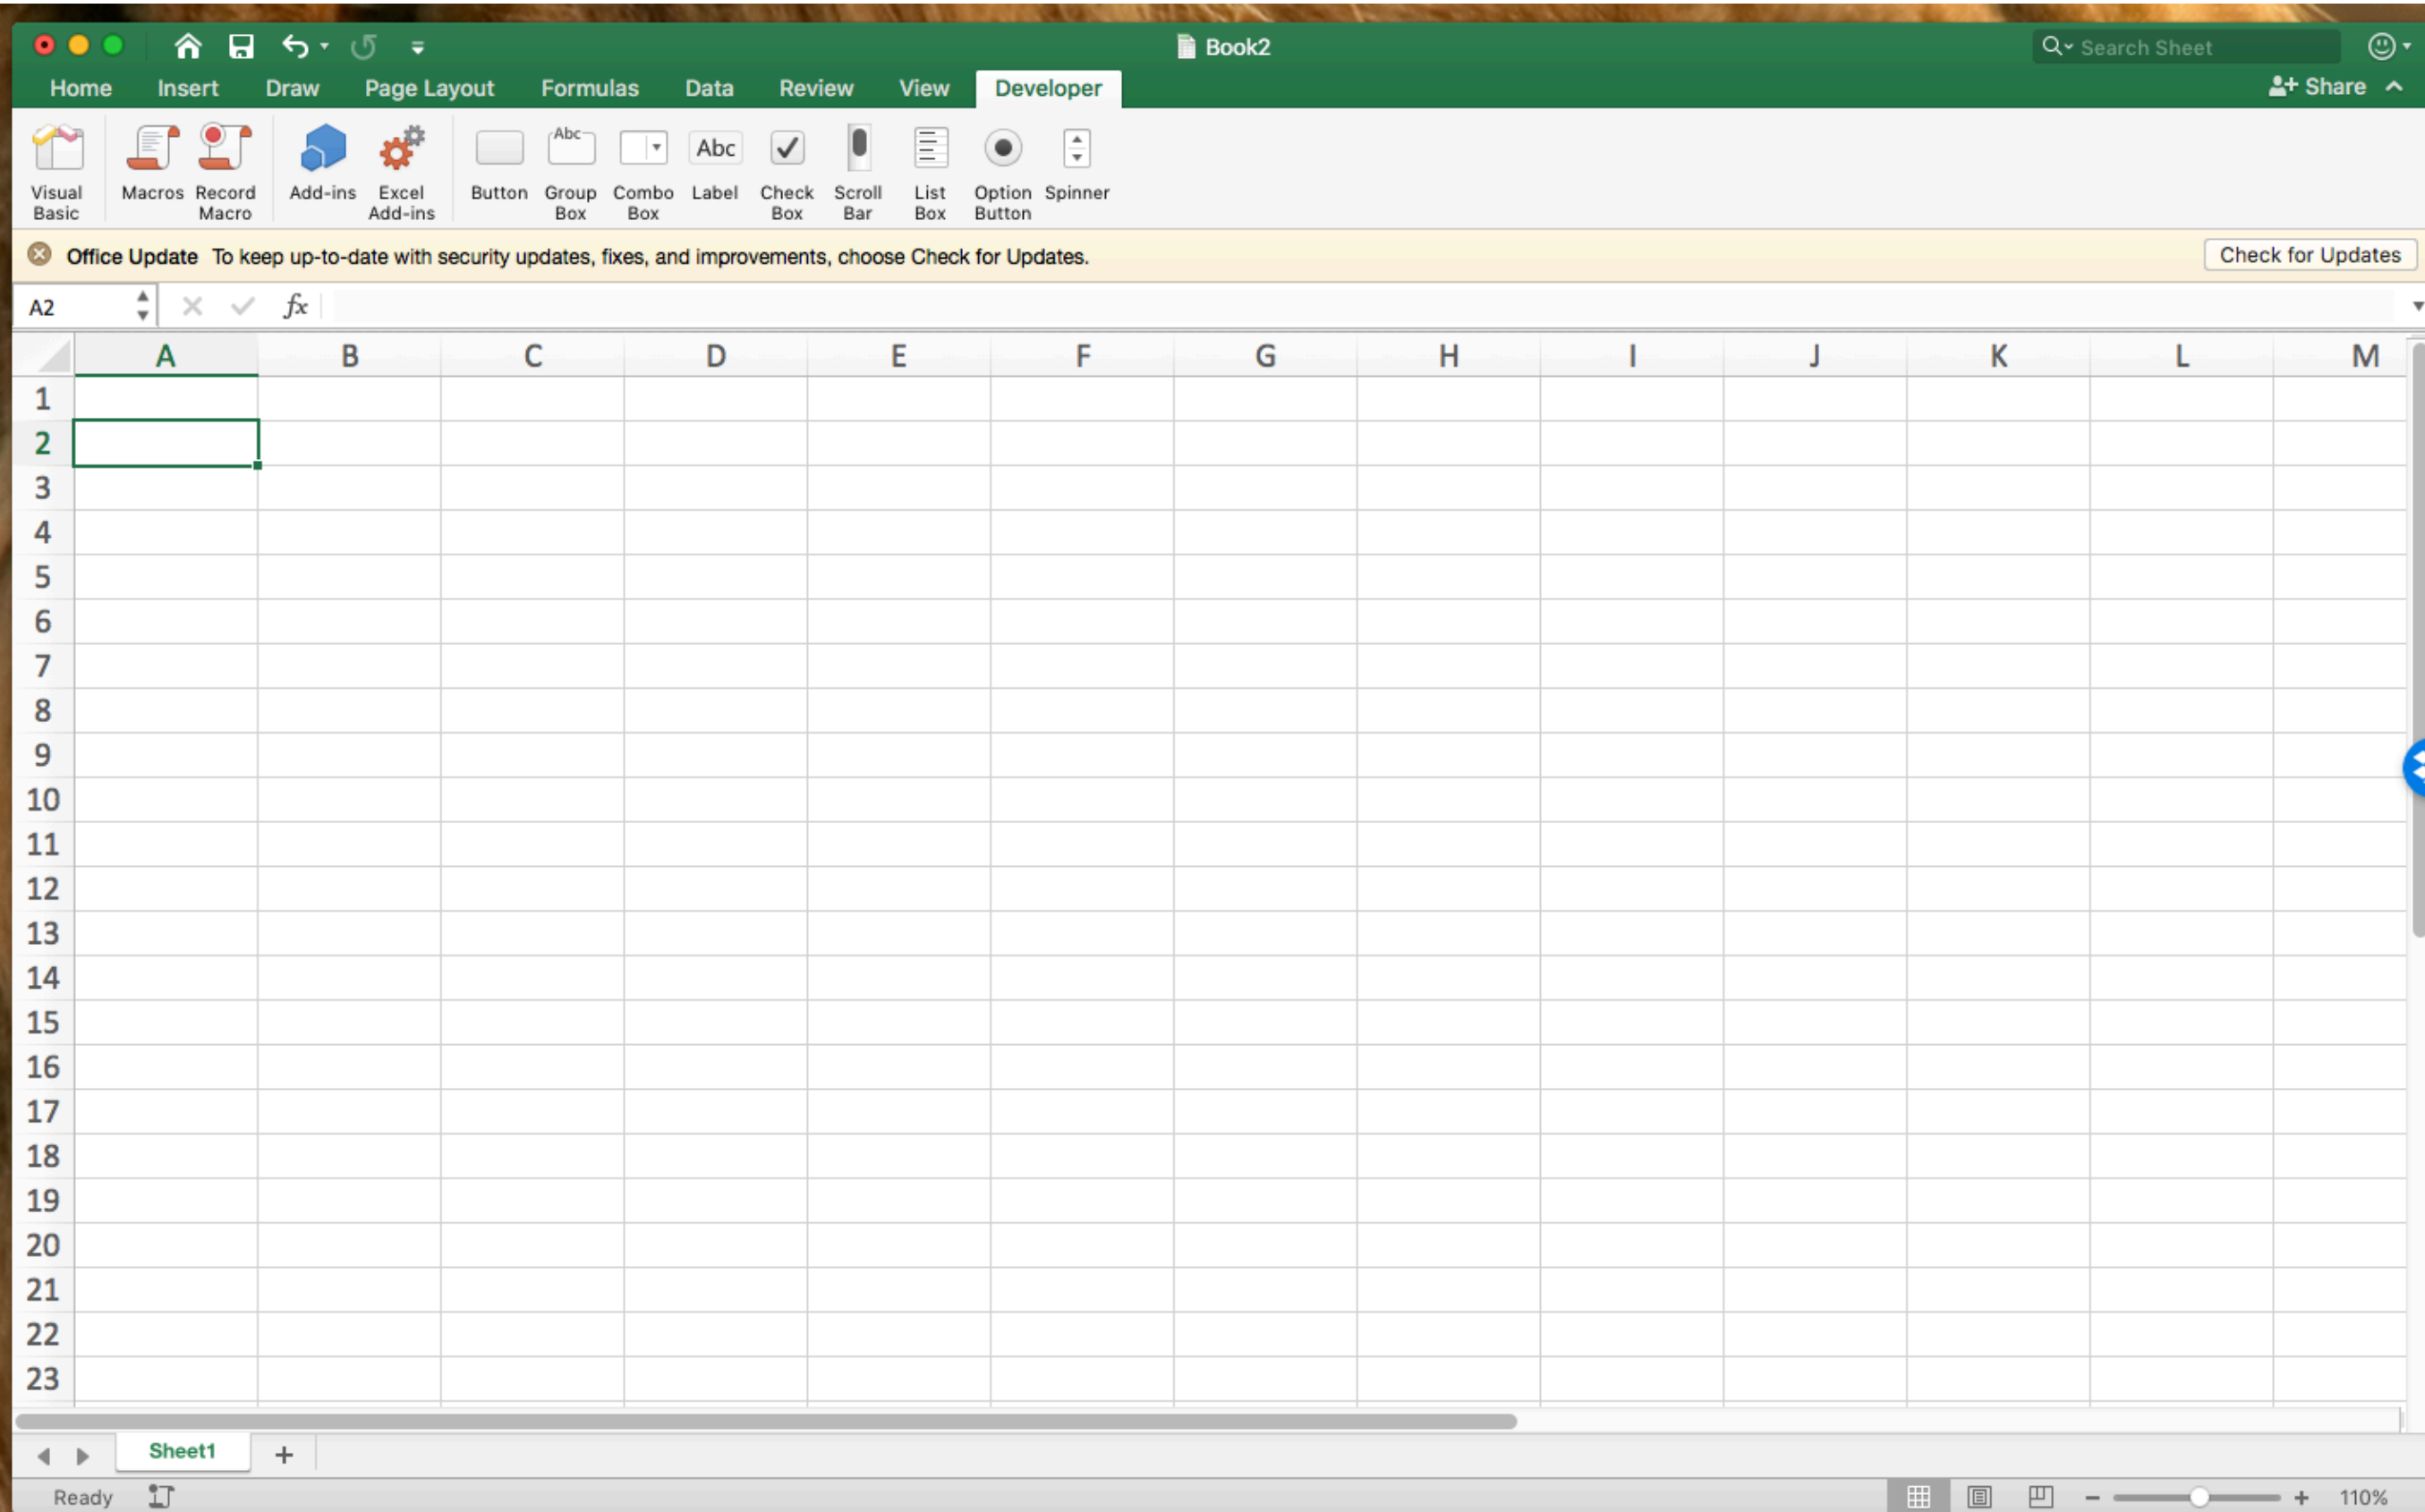 Book2
Search Sheet
Home Insert Draw Page Layout Formulas Data Review View Developer
Share
Abc
Abc
Visual Basic
Macros
Record Macro
Add-ins
Excel Add-ins
Button
Group Box
Combo Box
Label
Check Box
Scroll Bar
List Box
Option Button
Spinner
Office Update To keep up-to-date with security updates, fixes, and improvements, choose Check for Updates.
Check for Updates
A2 fx
A B C D E F G H I J K L M
1
2
3
4
5
6
7
8
9
10
11
12
13
14
15
16
17
18
19
20
21
22
23
Sheet1 +
Ready
110%